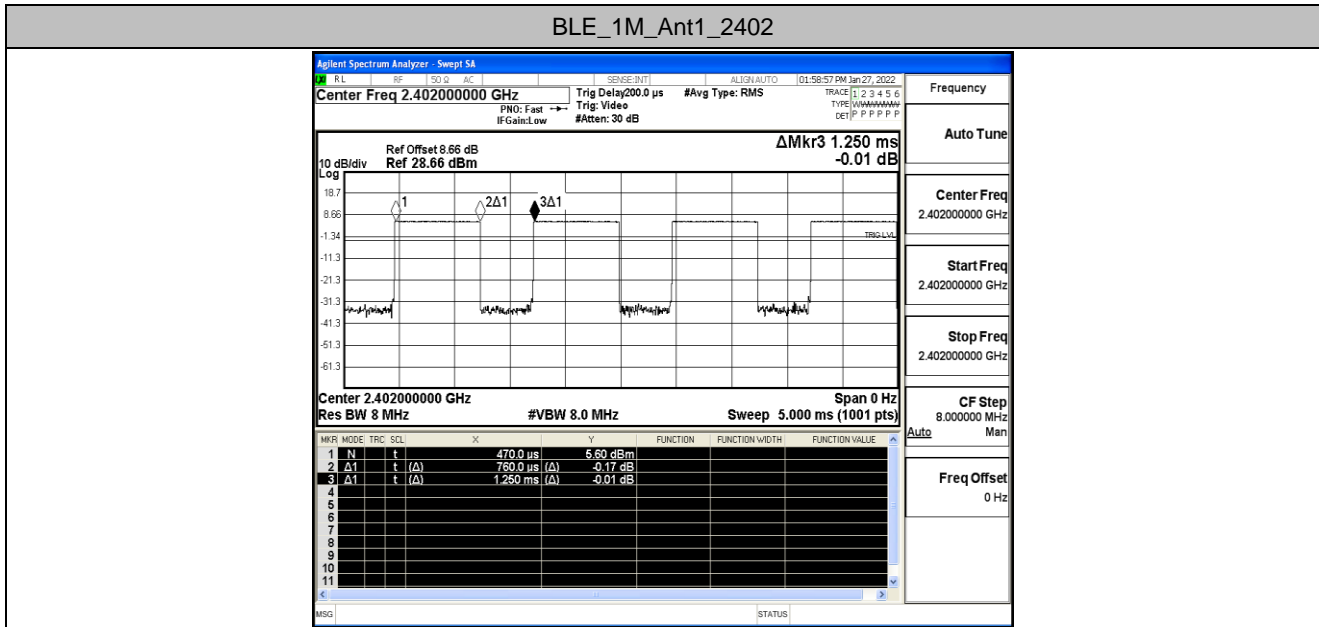 BLE_1M_Ant1_2402
Agilent Spectrum Analyzer - Swept SA
RL RF 50 Ω AC SENSE:INT ALIGNAUTO 01:58:57 PM Jan 27, 2022
Center Freq 2.402000000 GHz
PNO: Fast
IFGain:Low
Trig Delay200.0 µs
Trig: Video
#Atten: 30 dB
#Avg Type: RMS
TRACE 1 2 3 4 5 6
TYPE
DET P P P P P P
Ref Offset 8.66 dB
10 dB/div Ref 28.66 dBm
Log
ΔMkr3 1.250 ms
-0.01 dB
18.7
8.66
-1.34
-11.3
-21.3
-31.3
-41.3
-51.3
-61.3
1
2Δ1
3Δ1
TRIG LVL
Center 2.402000000 GHz Span 0 Hz
Res BW 8 MHz #VBW 8.0 MHz Sweep 5.000 ms (1001 pts)
MKR MODE TRC SCL X Y FUNCTION FUNCTION WIDTH FUNCTION VALUE
1 N t 470.0 µs 5.60 dBm
2 Δ1 t (Δ) 760.0 µs (Δ) -0.17 dB
3 Δ1 t (Δ) 1.250 ms (Δ) -0.01 dB
4
5
6
7
8
9
10
11
MSG STATUS
Frequency
Auto Tune
Center Freq
2.402000000 GHz
Start Freq
2.402000000 GHz
Stop Freq
2.402000000 GHz
CF Step
8.000000 MHz
Auto Man
Freq Offset
0 Hz